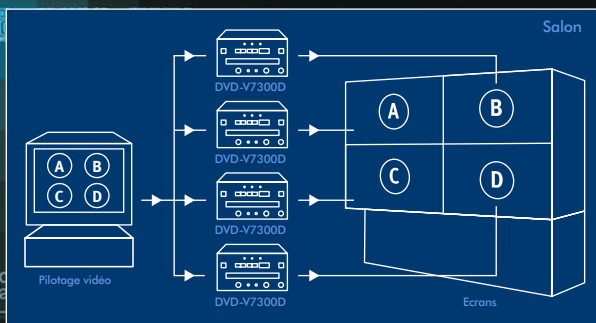 Salon
DVD-V7300D
DVD-V7300D
DVD-V7300D
DVD-V7300D
A B
C D
Pilotage vidéo
A B
C D
Ecrans